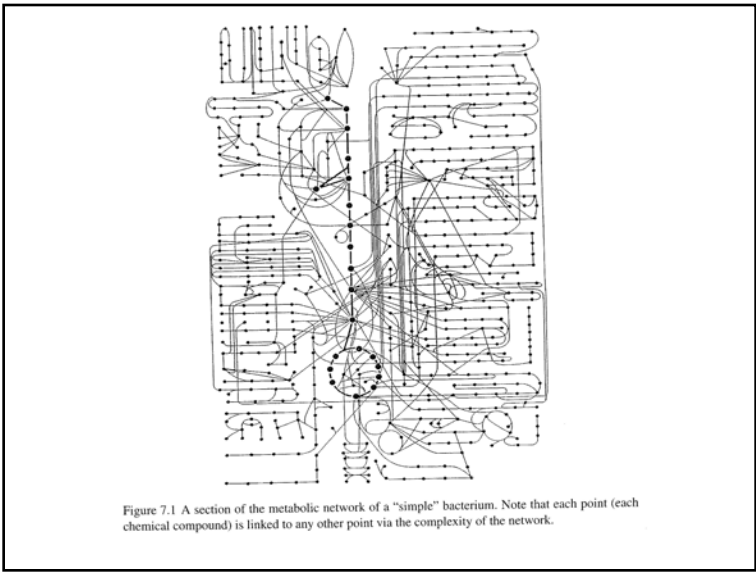 Figure 7.1 A section of the metabolic network of a “simple” bacterium. Note that each point (each
chemical compound) is linked to any other point via the complexity of the network.